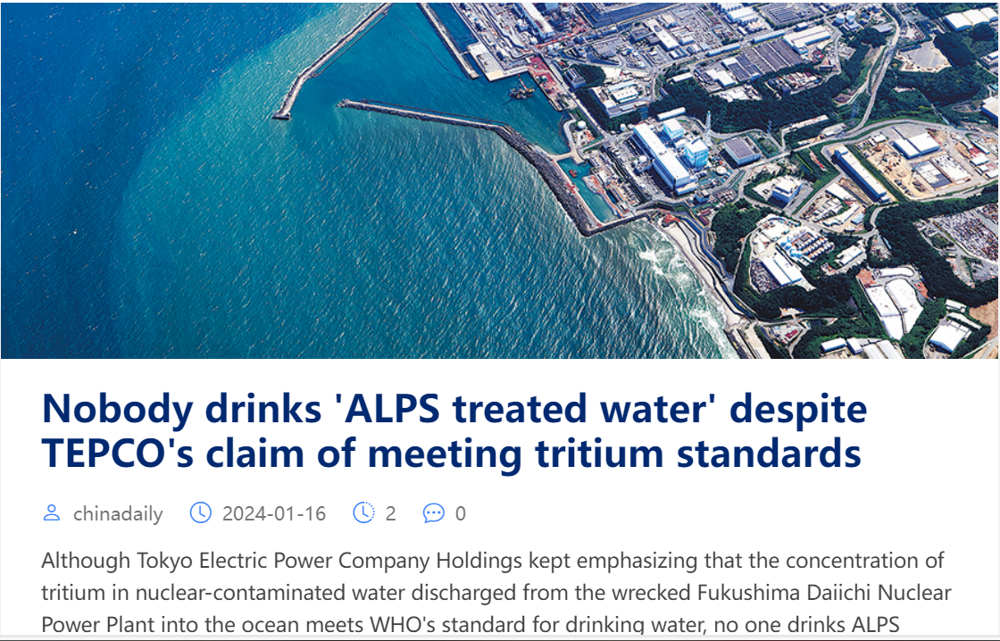 Nobody drinks 'ALPS treated water' despite
TEPCO's claim of meeting tritium standards
chinadaily 2024-01-16 2 0
Although Tokyo Electric Power Company Holdings kept emphasizing that the concentration of
tritium in nuclear-contaminated water discharged from the wrecked Fukushima Daiichi Nuclear
Power Plant into the ocean meets WHO's standard for drinking water, no one drinks ALPS